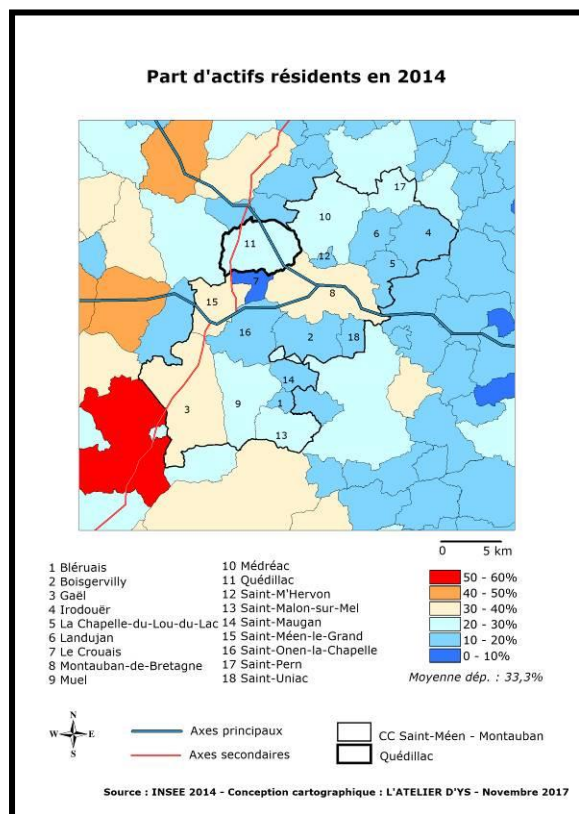 Part d'actifs résidents en 2014
17
10
11
6
4
12
5
7
8
15
16
2
18
14
3
9
1
13
0 5 km
1 Bléruais
2 Boisgervilly
3 Gaël
4 Irodouër
5 La Chapelle-du-Lou-du-Lac
6 Landujan
7 Le Crouais
8 Montauban-de-Bretagne
9 Muel
10 Médréac
11 Quédillac
12 Saint-M'Hervon
13 Saint-Malon-sur-Mel
14 Saint-Maugan
15 Saint-Méen-le-Grand
16 Saint-Onen-la-Chapelle
17 Saint-Pern
18 Saint-Uniac
50 - 60%
40 - 50%
30 - 40%
20 - 30%
10 - 20%
0 - 10%
Moyenne dép. : 33,3%
N
W E
S
Axes principaux
Axes secondaires
CC Saint-Méen - Montauban
Quédillac
Source : INSEE 2014 - Conception cartographique : L'ATELIER D'YS - Novembre 2017